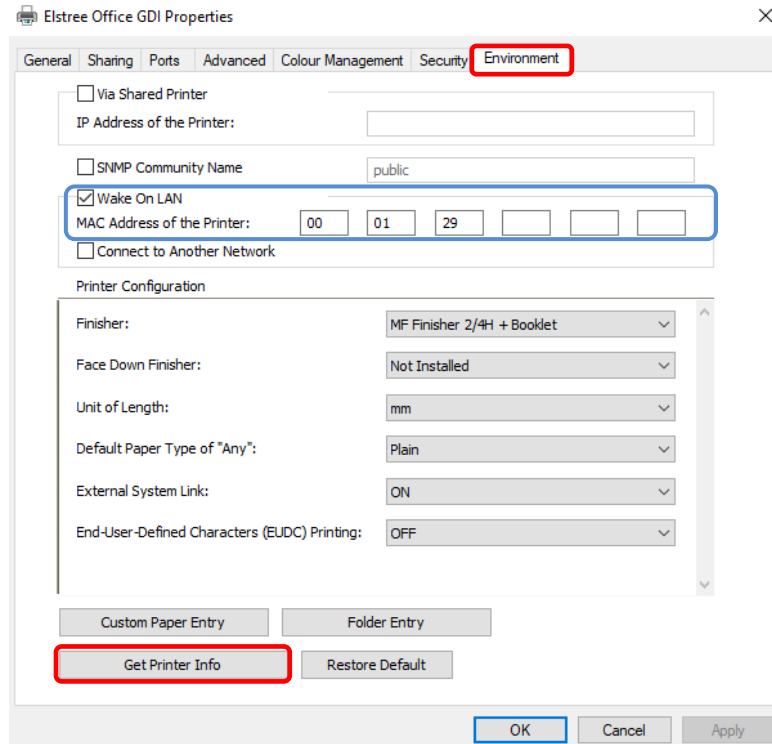 Elstree Office GDI Properties
General Sharing Ports Advanced Colour Management Security Environment
Via Shared Printer
IP Address of the Printer:
SNMP Community Name public
Wake On LAN
MAC Address of the Printer: 00 01 29
Connect to Another Network
Printer Configuration
Finisher: MF Finisher 2/4H + Booklet
Face Down Finisher: Not Installed
Unit of Length: mm
Default Paper Type of "Any": Plain
External System Link: ON
End-User-Defined Characters (EUDC) Printing: OFF
Custom Paper Entry Folder Entry
Get Printer Info Restore Default
OK Cancel Apply